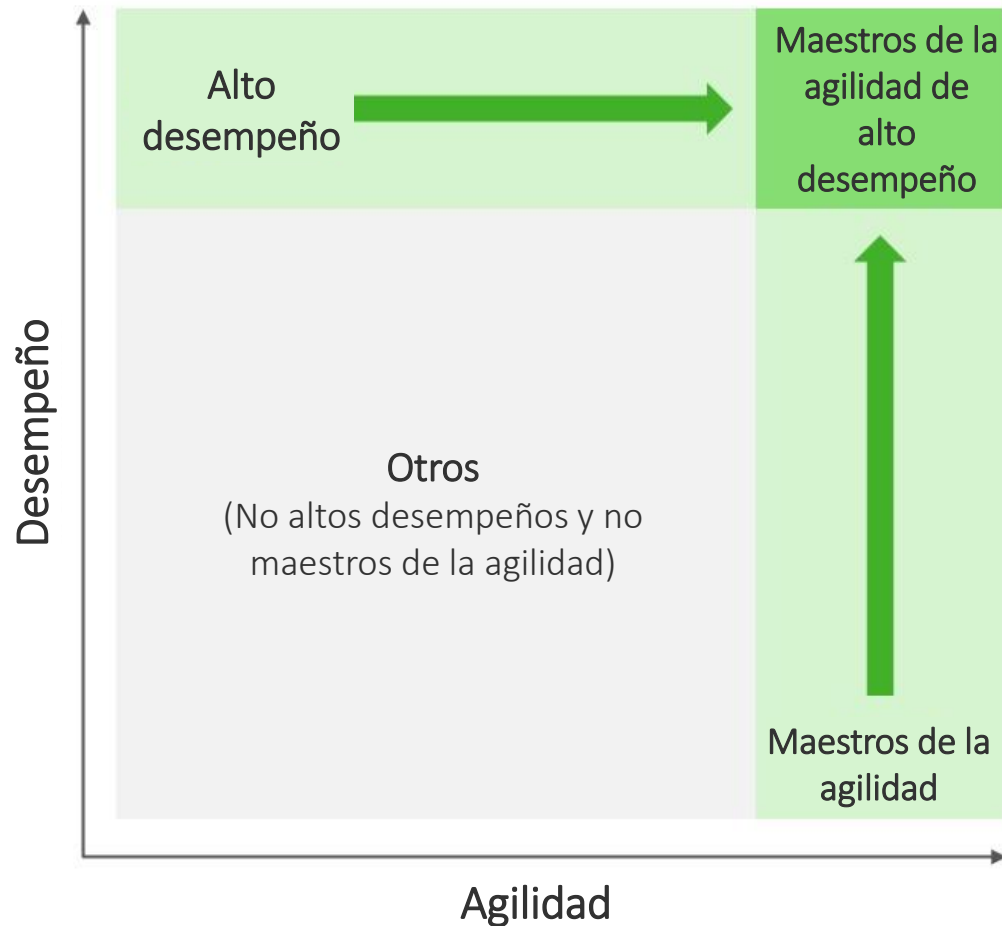 Alto
desempeño
Maestros de la
agilidad de
alto
desempeño
Desempeño
Otros
(No altos desempeños y no
maestros de la agilidad)
Maestros de la
agilidad
Agilidad